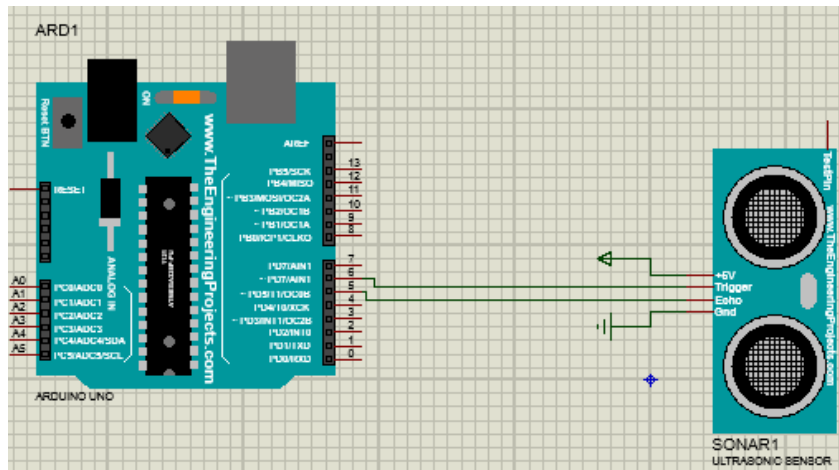 ARD1
ARDUINO UNO
Reset BTN
ON
www.TheEngineeringProjects.com
RESET
ANALOG IN
A0
A1
A2
A3
A4
A5
PC0/ADC0
PC1/ADC1
PC2/ADC2
PC3/ADC3
PC4/ADC4/SDA
PC5/ADC5/SCL
AREF
PB5/SCK
PB4/MISO
~PB3/MOSI/OC2A
~PB2/OC1B
~PB1/OC1A
PB0/ICP1/CLKO
13
12
11
10
9
8
PD7/AIN1
~PD5/T1/OC0B
PD4/T0/XCK
~PD3/INT1/OC2B
PD2/INT0
PD1/TXD
PD0/RXD
7
6
5
4
3
2
1
0
TestPin
www.TheEngineeringProjects.com
+5V
Trigger
Echo
Gnd
SONAR1
ULTRASONIC SENSOR